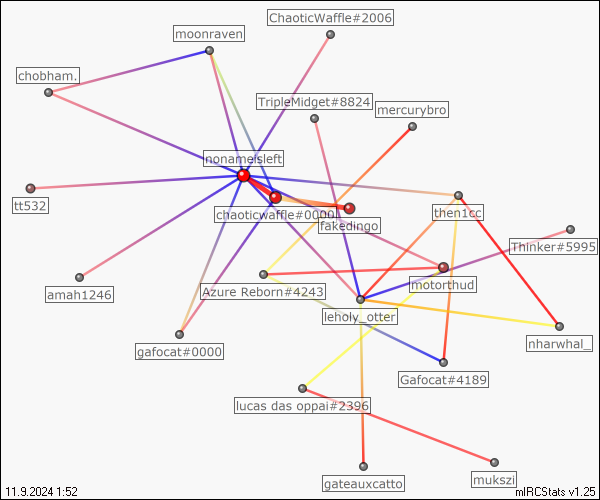 ChaoticWaffle#2006
moonraven
chobham.
TripleMidget#8824
mercurybro
nonameisleft
tt532
chaoticwaffle#0000
fakedingo
then1cc
Thinker#5995
amah1246
Azure Reborn#4243
motorthud
leholy_otter
nharwhal_
gafocat#0000
Gafocat#4189
lucas das oppai#2396
gateauxcatto
mukszi
11.9.2024 1:52
mIRCStats v1.25